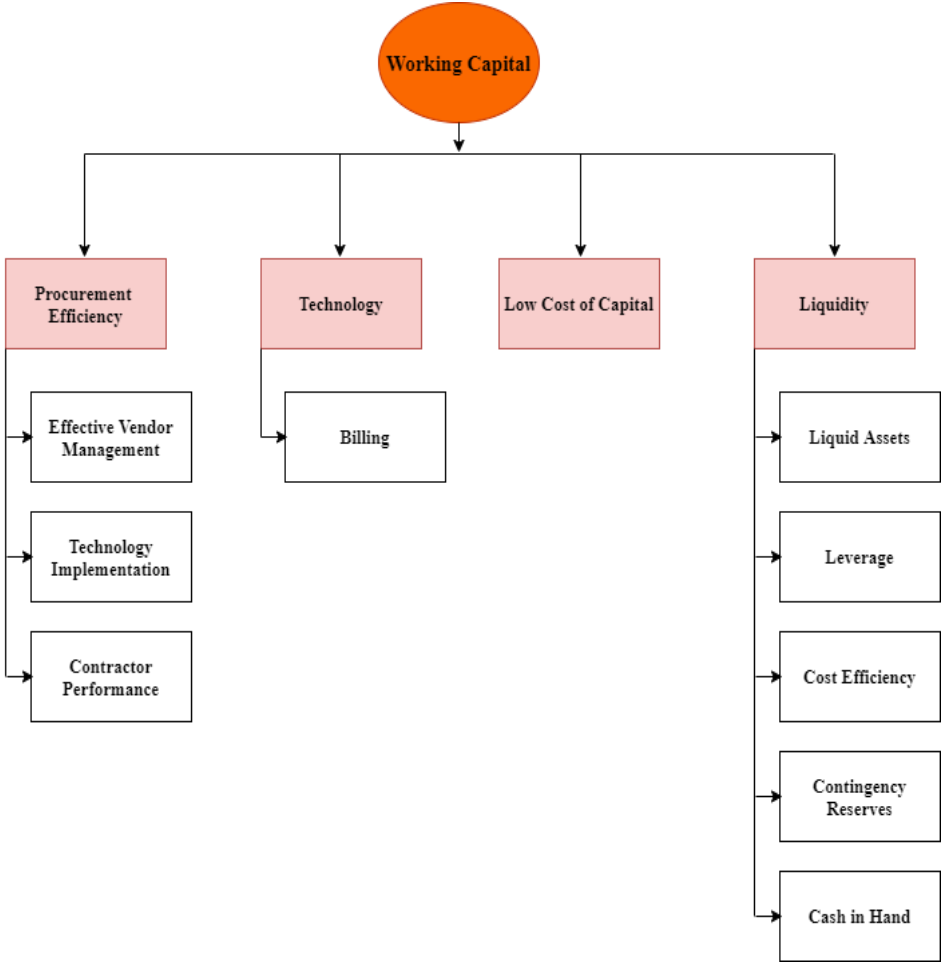 Working Capital
Procurement
Efficiency
Technology
Low Cost of Capital
Liquidity
Effective Vendor
Management
Billing
Liquid Assets
Technology
Implementation
Leverage
Contractor
Performance
Cost Efficiency
Contingency
Reserves
Cash in Hand